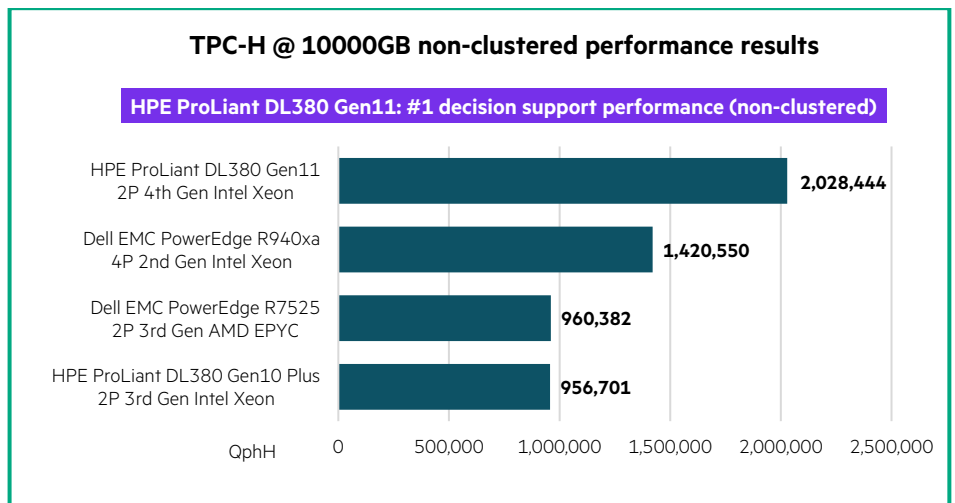 TPC-H @ 10000GB non-clustered performance results
HPE ProLiant DL380 Gen11: #1 decision support performance (non-clustered)
HPE ProLiant DL380 Gen11
2P 4th Gen Intel Xeon
2,028,444
Dell EMC PowerEdge R940xa
4P 2nd Gen Intel Xeon
1,420,550
Dell EMC PowerEdge R7525
2P 3rd Gen AMD EPYC
960,382
HPE ProLiant DL380 Gen10 Plus
2P 3rd Gen Intel Xeon
956,701
QphH 0 500,000 1,000,000 1,500,000 2,000,000 2,500,000